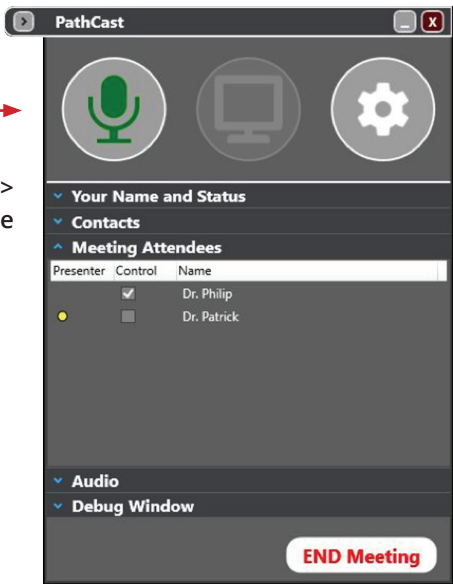 PathCast
X
>
e
Your Name and Status
Contacts
Meeting Attendees
Presenter Control Name
Dr. Philip
Dr. Patrick
Audio
Debug Window
END Meeting